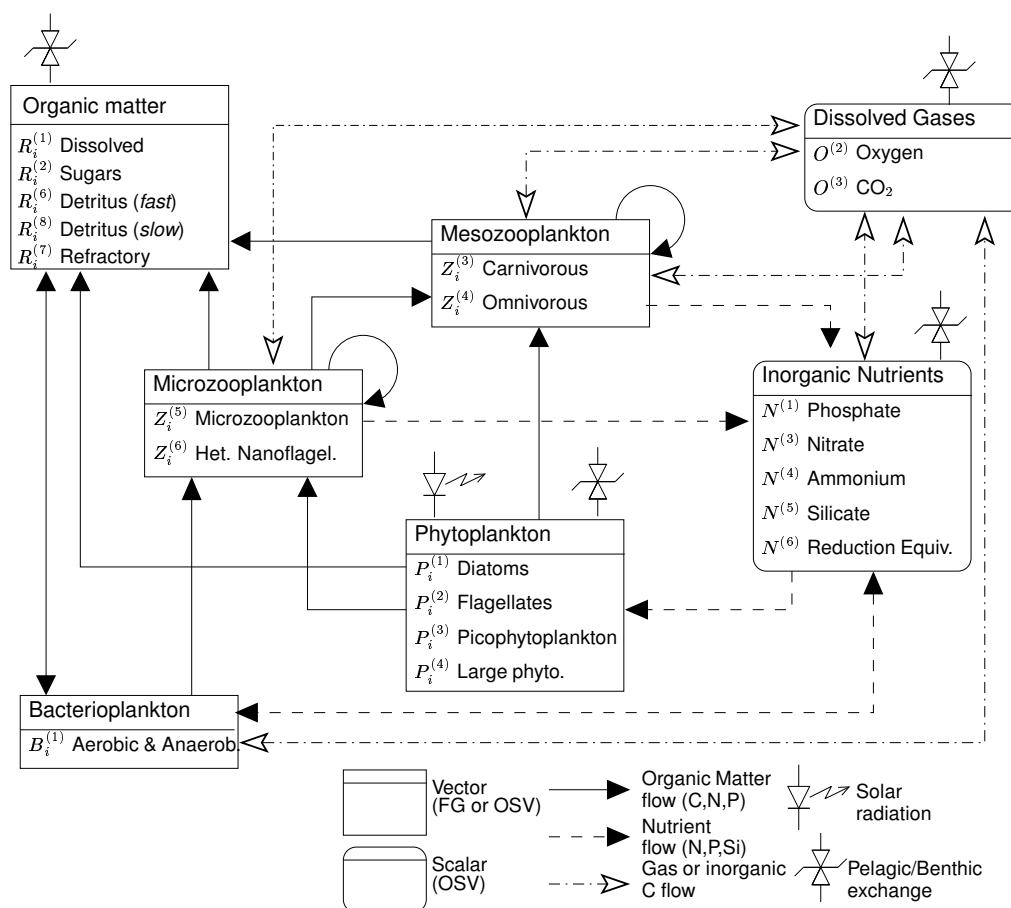 Organic matter
R_i^(1) Dissolved
R_i^(2) Sugars
R_i^(6) Detritus (fast)
R_i^(8) Detritus (slow)
R_i^(7) Refractory
Dissolved Gases
O^(2) Oxygen
O^(3) CO₂
Mesozooplankton
Z_i^(3) Carnivorous
Z_i^(4) Omnivorous
Microzooplankton
Z_i^(5) Microzooplankton
Z_i^(6) Het. Nanoflagel.
Inorganic Nutrients
N^(1) Phosphate
N^(3) Nitrate
N^(4) Ammonium
N^(5) Silicate
N^(6) Reduction Equiv.
Phytoplankton
P_i^(1) Diatoms
P_i^(2) Flagellates
P_i^(3) Picophytoplankton
P_i^(4) Large phyto.
Bacterioplankton
B_i^(1) Aerobic & Anaerob.
Vector
(FG or OSV)
Scalar
(OSV)
Organic Matter
flow (C,N,P)
Nutrient
flow (N,P,Si)
Gas or inorganic
C flow
Solar
radiation
Pelagic/Benthic
exchange